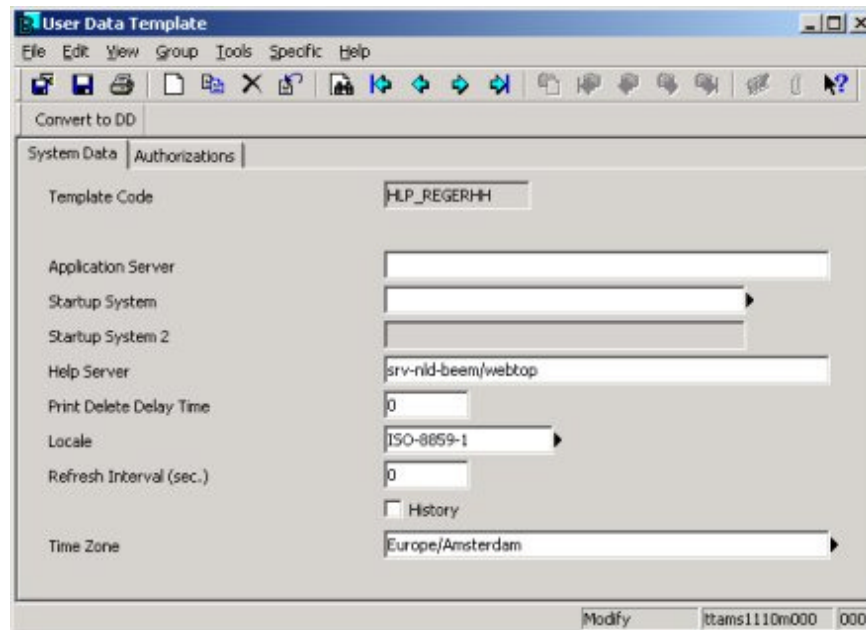 User Data Template
File Edit View Group Tools Specific Help
Convert to DD
System Data Authorizations
Template Code HLP_REGERHH
Application Server
Startup System
Startup System 2
Help Server srv-nld-beem/webtop
Print Delete Delay Time 0
Locale ISO-8859-1
Refresh Interval (sec.) 0
History
Time Zone Europe/Amsterdam
Modify ttams1110m000 000